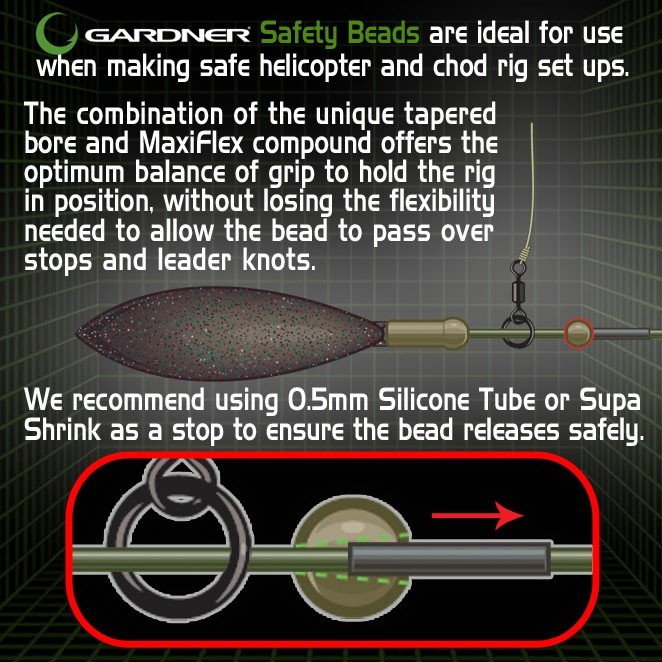 GARDNER Safety Beads are ideal for use
when making safe helicopter and chod rig set ups.
The combination of the unique tapered
bore and MaxiFlex compound offers the
optimum balance of grip to hold the rig
in position, without losing the flexibility
needed to allow the bead to pass over
stops and leader knots.
We recommend using 0.5mm Silicone Tube or Supa
Shrink as a stop to ensure the bead releases safely.